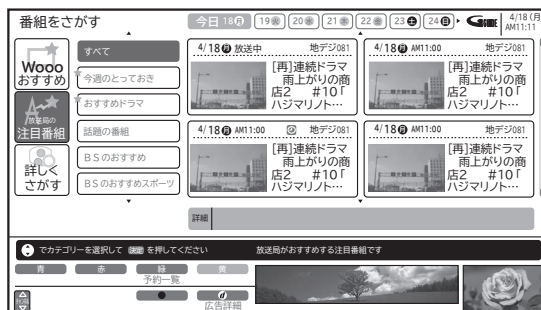 番組をさがす
今日 18月 19火 20水 21木 22金 23土 24日 GGUIDE 4/18 (月
AM11:11
Wooo
おすすめ
放送局の
注目番組
詳しく
さがす
すべて
今週のとっておき
おすすめドラマ
話題の番組
BSのおすすめ
BSのおすすめスポーツ
4/18月 放送中 地デジ081
[再]連続ドラマ
雨上がりの商
店2 #10「
ハジマリノト…
4/18月 AM11:00 地デジ081
[再]連続ドラマ
雨上がりの商
店2 #10「
ハジマリノト…
4/18月 AM11:00 地デジ081
[再]連続ドラマ
雨上がりの商
店2 #10「
ハジマリノト…
4/18月 AM11:00 地デジ081
[再]連続ドラマ
雨上がりの商
店2 #10「
ハジマリノト…
詳細
でカテゴリーを選択して 決定 を押してください 放送局がおすすめする注目番組です
青 赤 緑 黄
予約一覧
d
広告詳細